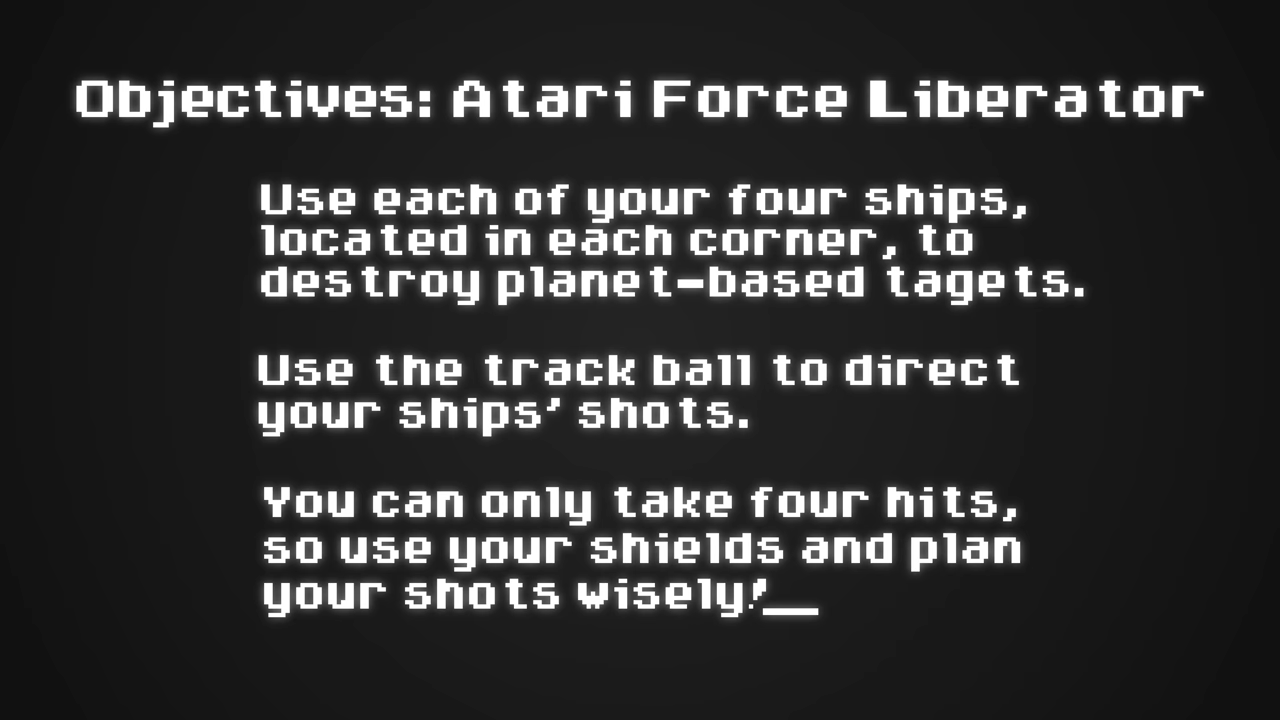 Objectives: Atari Force Liberator
Use each of your four ships,
located in each corner, to
destroy planet-based tagets.
Use the track ball to direct
your ships' shots.
You can only take four hits,
so use your shields and plan
your shots wisely!__